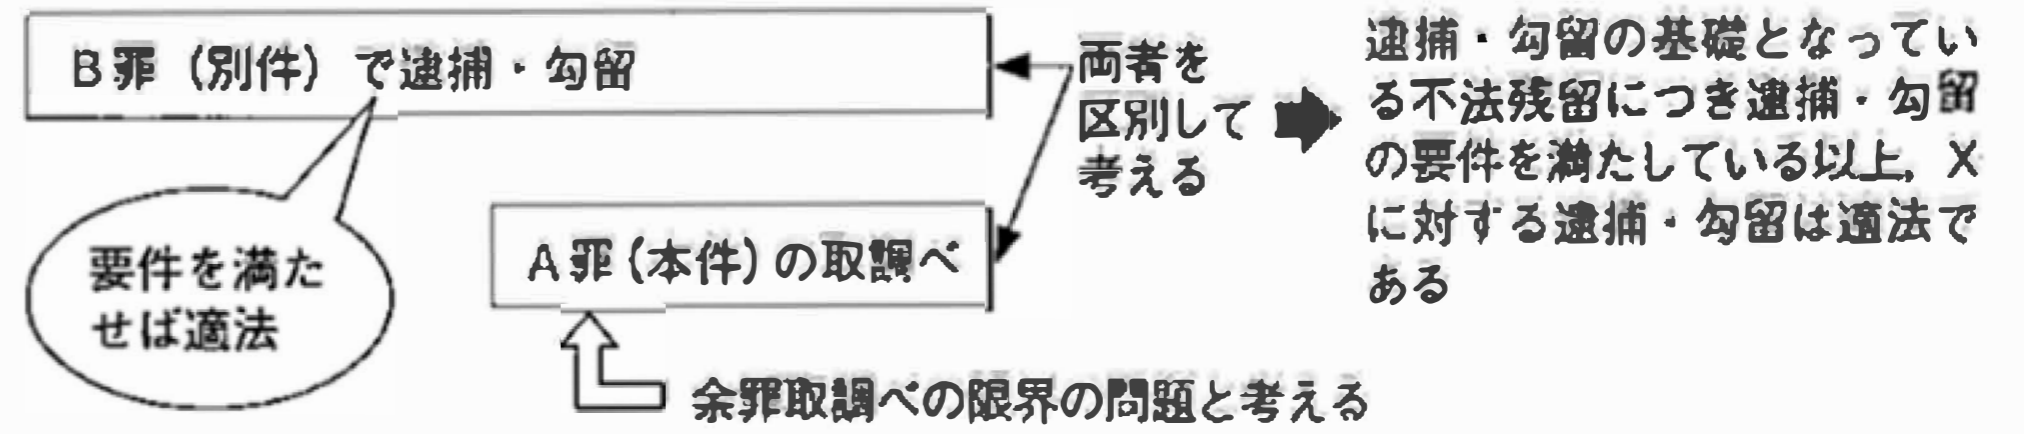 B罪（別件）で逮捕・勾留
両者を
区別して
考える
逮捕・勾留の基礎となってい
る不法残留につき逮捕・勾留
の要件を満たしている以上，X
に対する逮捕・勾留は適法で
ある
要件を満た
せば適法
A罪（本件）の取調べ
余罪取調べの限界の問題と考える